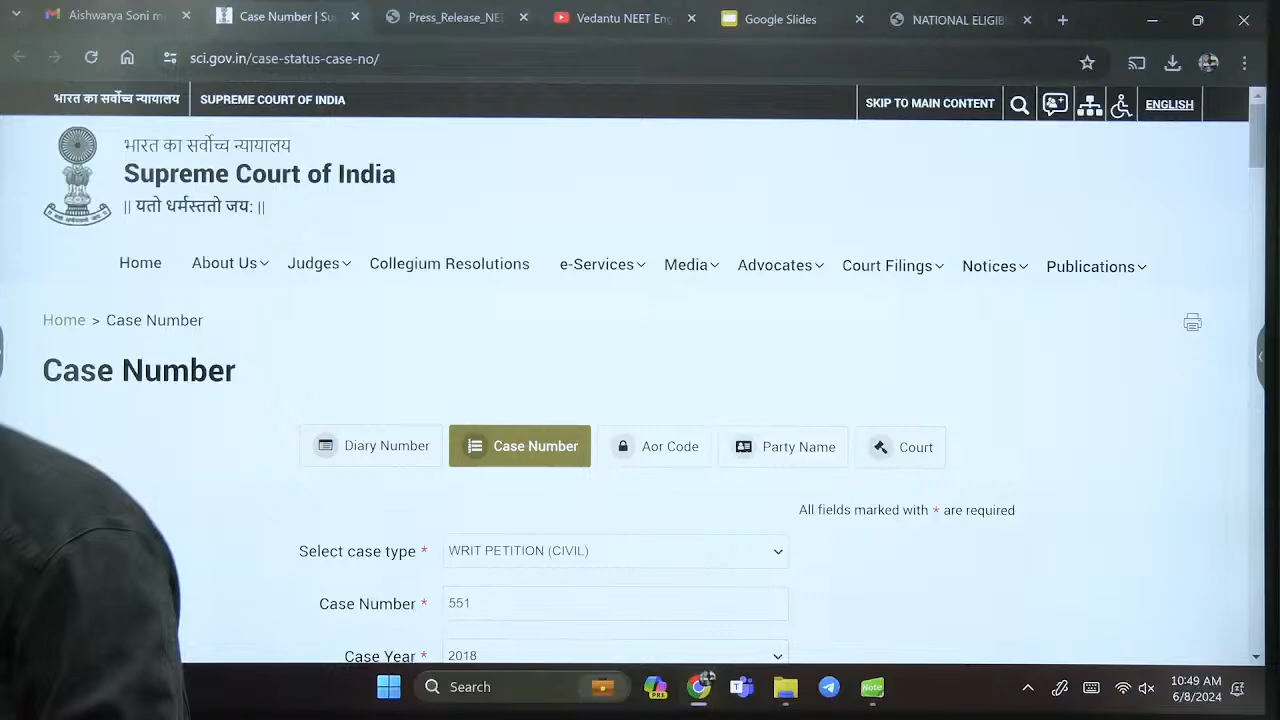 Aishwarya Soni m
Case Number | Su
Press_Release_NE
Vedantu NEET Eng
Google Slides
NATIONAL ELIGIB
sci.gov.in/case-status-case-no/
भारत का सर्वोच्च न्यायालय
SUPREME COURT OF INDIA
SKIP TO MAIN CONTENT
ENGLISH
भारत का सर्वोच्च न्यायालय
Supreme Court of India
|| यतो धर्मस्ततो जय: ||
Home About Us Judges Collegium Resolutions e-Services Media Advocates Court Filings Notices Publications
Home > Case Number
Case Number
Diary Number Case Number Aor Code Party Name Court
All fields marked with * are required
Select case type * WRIT PETITION (CIVIL)
Case Number * 551
Case Year * 2018
Search
PRE
Note
10:49 AM
6/8/2024